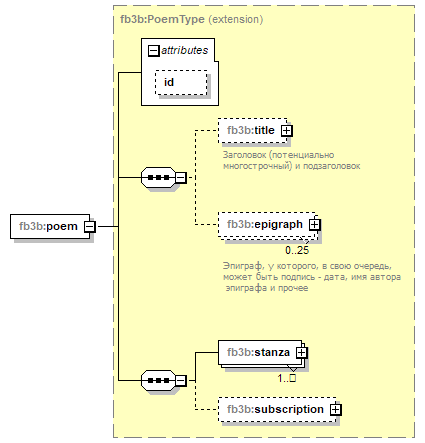 fb3b:PoemType (extension)
attributes
id
fb3b:title
Заголовок (потенциально
многострочный) и подзаголовок
fb3b:poem
fb3b:epigraph
0..25
Эпиграф, у которого, в свою очередь,
может быть подпись - дата, имя автора
эпиграфа и прочее
fb3b:stanza
1..□
fb3b:subscription